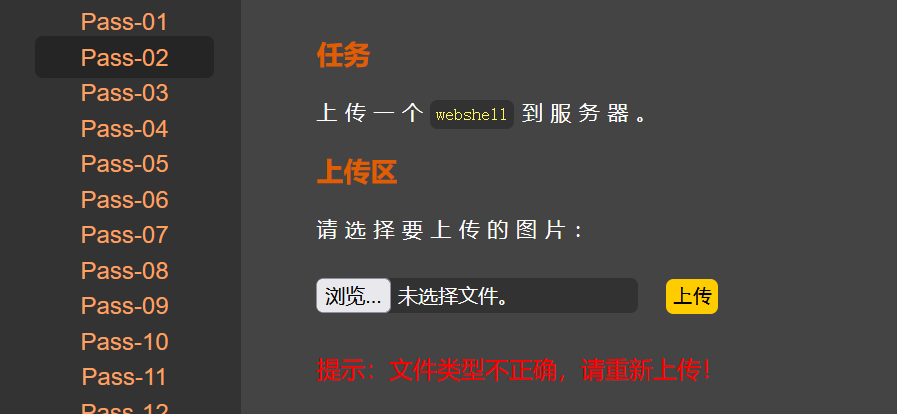 Pass-01
Pass-02
Pass-03
Pass-04
Pass-05
Pass-06
Pass-07
Pass-08
Pass-09
Pass-10
Pass-11
Pass-12
任务
上传一个 webshell 到服务器。
上传区
请选择要上传的图片：
浏览... 未选择文件。 上传
提示：文件类型不正确，请重新上传！